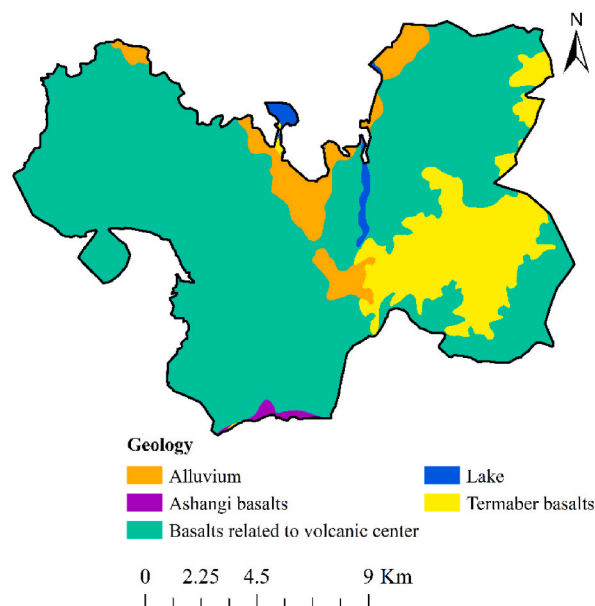 N
Geology
Alluvium
Lake
Ashangi basalts
Termaber basalts
Basalts related to volcanic center
0 2.25 4.5 9 Km